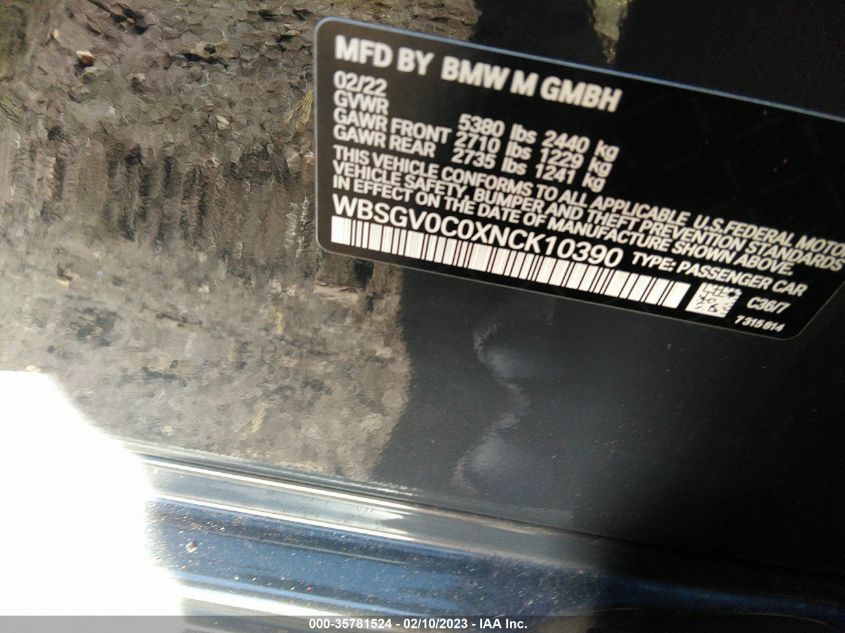 MFD BY BMW M GMBH
02/22
GVWR 5380 lbs 2440 kg
GAWR FRONT 2710 lbs 1229 kg
GAWR REAR 2735 lbs 1241 kg
THIS VEHICLE CONFORMS TO ALL APPLICABLE U.S.FEDERAL MOTOR
VEHICLE SAFETY, BUMPER AND THEFT PREVENTION STANDARDS
IN EFFECT ON THE DATE OF MANUFACTURE SHOWN ABOVE.
WBSGV0C0XNCK10390 TYPE: PASSENGER CAR
C36/7
7 315 814
000-35781524 - 02/10/2023 - IAA Inc.